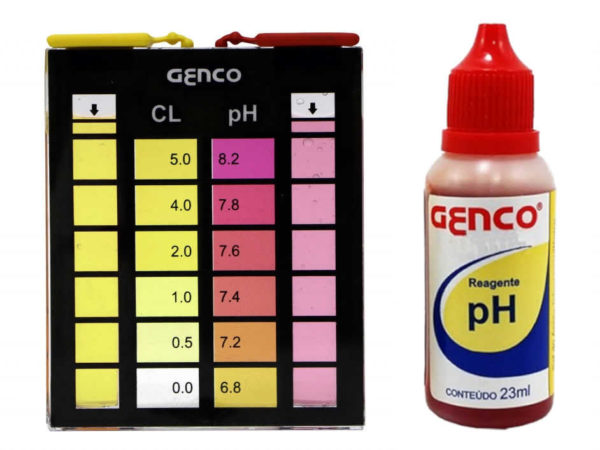 GENCO
CL pH
5.0 8.2
4.0 7.8
2.0 7.6
1.0 7.4
0.5 7.2
0.0 6.8
GENCO®
Reagente
pH
CONTEÚDO 23ml